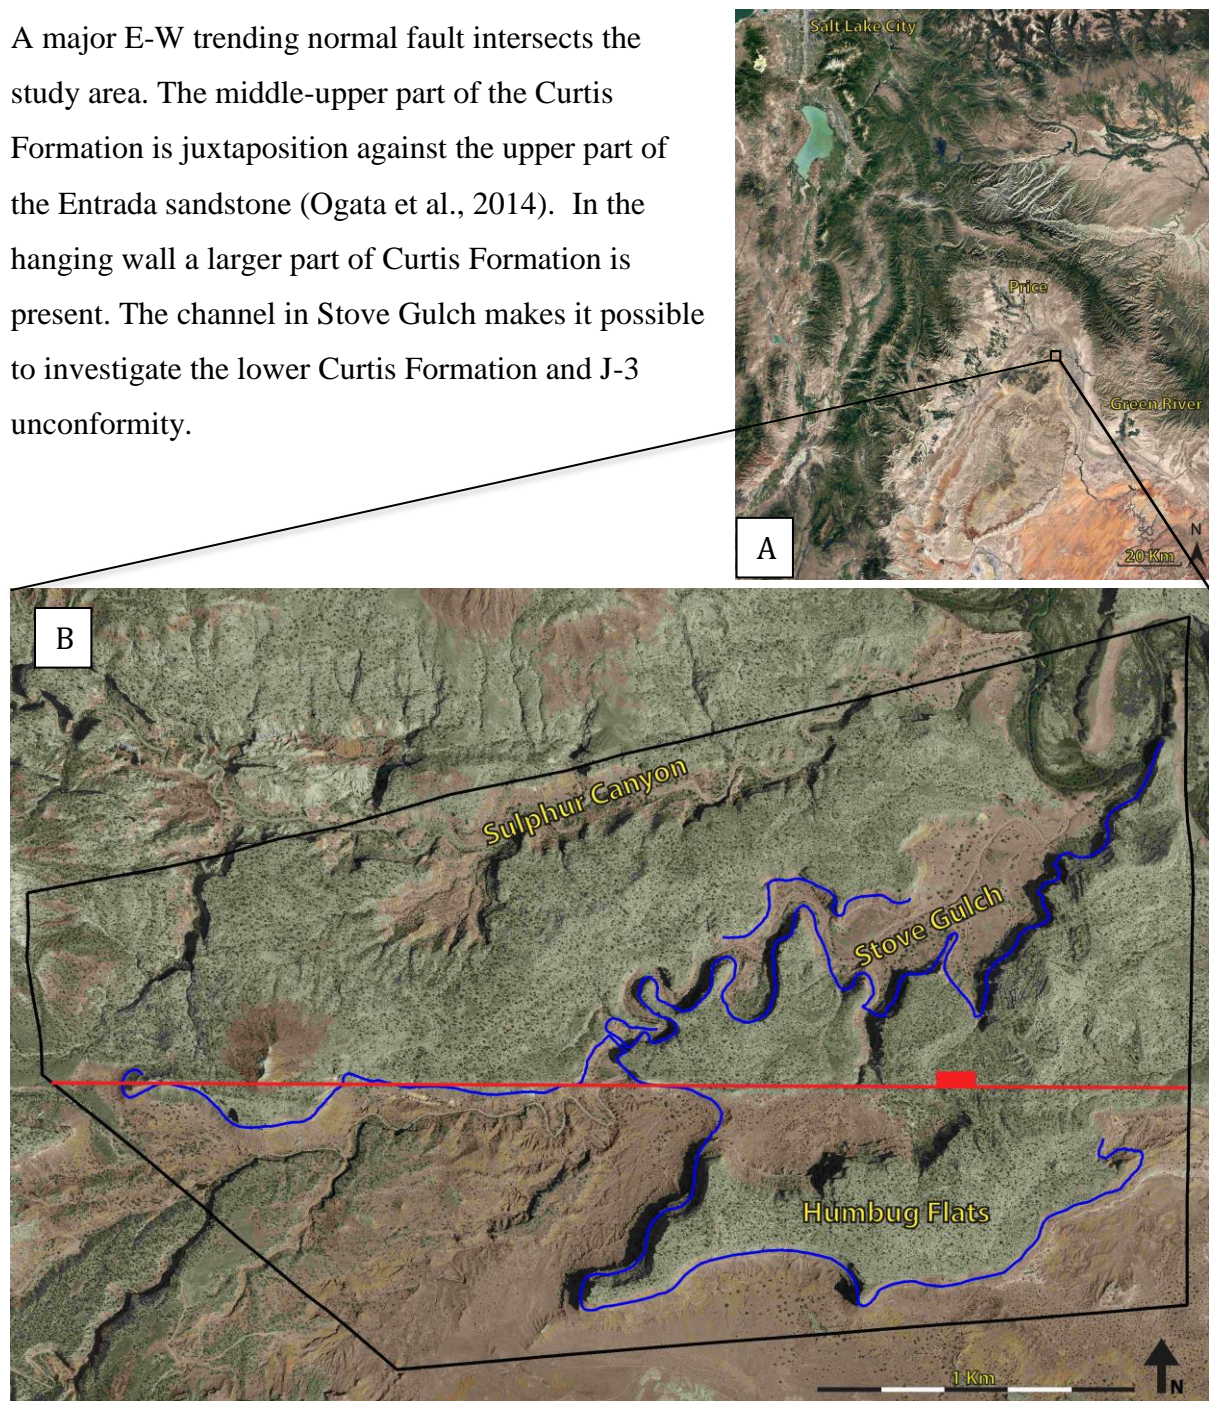 A major E-W trending normal fault intersects the
study area. The middle-upper part of the Curtis
Formation is juxtaposition against the upper part of
the Entrada sandstone (Ogata et al., 2014).  In the
hanging wall a larger part of Curtis Formation is
present. The channel in Stove Gulch makes it possible
to investigate the lower Curtis Formation and J-3
unconformity.
Salt Lake City
Price
Green River
A
N
20 Km
B
Sulphur Canyon
Stove Gulch
Humbug Flats
1 Km
N